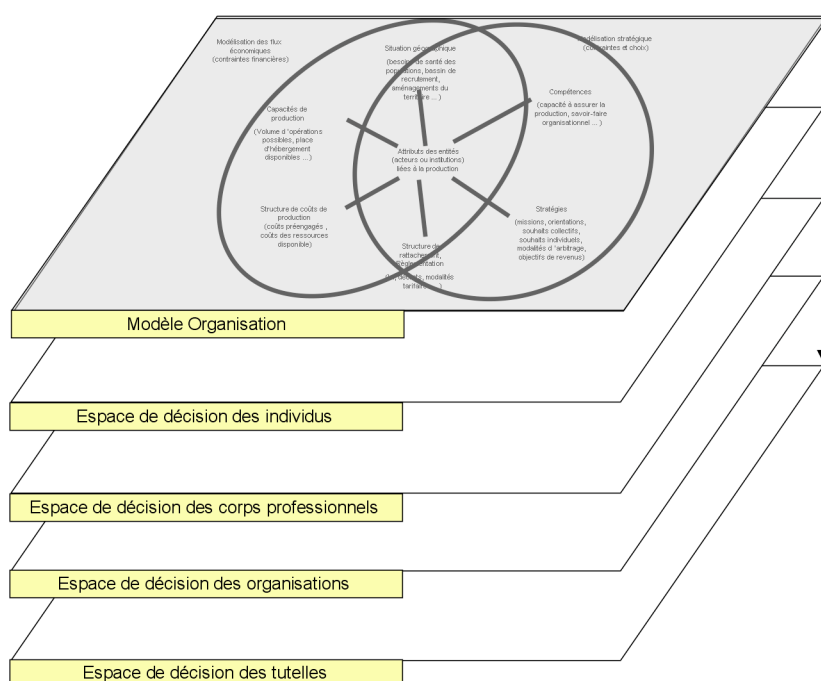 Modélisation des flux
économiques
(contraintes financières)
Situation géographique
(besoins de santé des
populations, bassin de
recrutement,
aménagements du
territoire ... )
Modélisation stratégique
(contraintes et choix)
Capacités de
production
(Volume d 'opérations
possibles, place
d'hébergement
disponibles ...)
Compétences
(capacité à assurer la
production, savoir-faire
organisationnel ... )
Attributs des entités
(acteurs ou institutions)
liées à la production
Structure de coûts de
production
(coûts préengagés ,
coûts des ressources
disponible)
Stratégies
(missions, orientations,
souhaits collectifs,
souhaits individuels,
modalités d 'arbitrage,
objectifs de revenus)
Structure de
rattachement,
Réglementation
décrets, modalités
tarifaire ... )
Modèle Organisation
Espace de décision des individus
Espace de décision des corps professionnels
Espace de décision des organisations
Espace de décision des tutelles